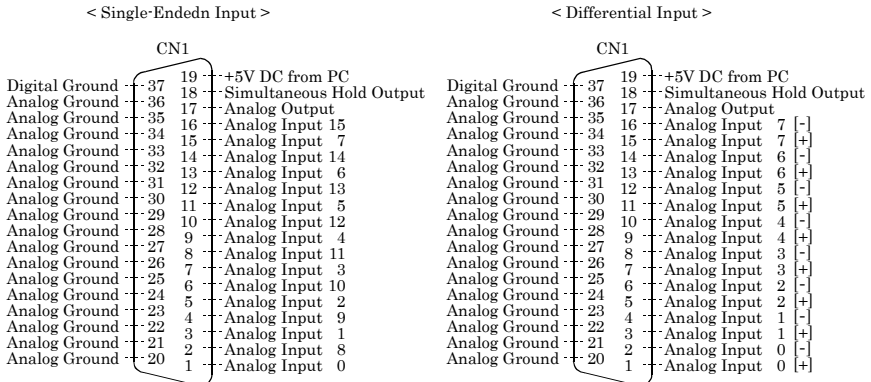 < Single-Endedn Input >
CN1
19 +5V DC from PC
Digital Ground 37
18 Simultaneous Hold Output
Analog Ground 36
17 Analog Output
Analog Ground 35
16 Analog Input 15
Analog Ground 34
15 Analog Input 7
Analog Ground 33
14 Analog Input 14
Analog Ground 32
13 Analog Input 6
Analog Ground 31
12 Analog Input 13
Analog Ground 30
11 Analog Input 5
Analog Ground 29
10 Analog Input 12
Analog Ground 28
9 Analog Input 4
Analog Ground 27
8 Analog Input 11
Analog Ground 26
7 Analog Input 3
Analog Ground 25
6 Analog Input 10
Analog Ground 24
5 Analog Input 2
Analog Ground 23
4 Analog Input 9
Analog Ground 22
3 Analog Input 1
Analog Ground 21
2 Analog Input 8
Analog Ground 20
1 Analog Input 0
< Differential Input >
CN1
19 +5V DC from PC
Digital Ground 37
18 Simultaneous Hold Output
Analog Ground 36
17 Analog Output
Analog Ground 35
16 Analog Input 7 [-]
Analog Ground 34
15 Analog Input 7 [+]
Analog Ground 33
14 Analog Input 6 [-]
Analog Ground 32
13 Analog Input 6 [+]
Analog Ground 31
12 Analog Input 5 [-]
Analog Ground 30
11 Analog Input 5 [+]
Analog Ground 29
10 Analog Input 4 [-]
Analog Ground 28
9 Analog Input 4 [+]
Analog Ground 27
8 Analog Input 3 [-]
Analog Ground 26
7 Analog Input 3 [+]
Analog Ground 25
6 Analog Input 2 [-]
Analog Ground 24
5 Analog Input 2 [+]
Analog Ground 23
4 Analog Input 1 [-]
Analog Ground 22
3 Analog Input 1 [+]
Analog Ground 21
2 Analog Input 0 [-]
Analog Ground 20
1 Analog Input 0 [+]